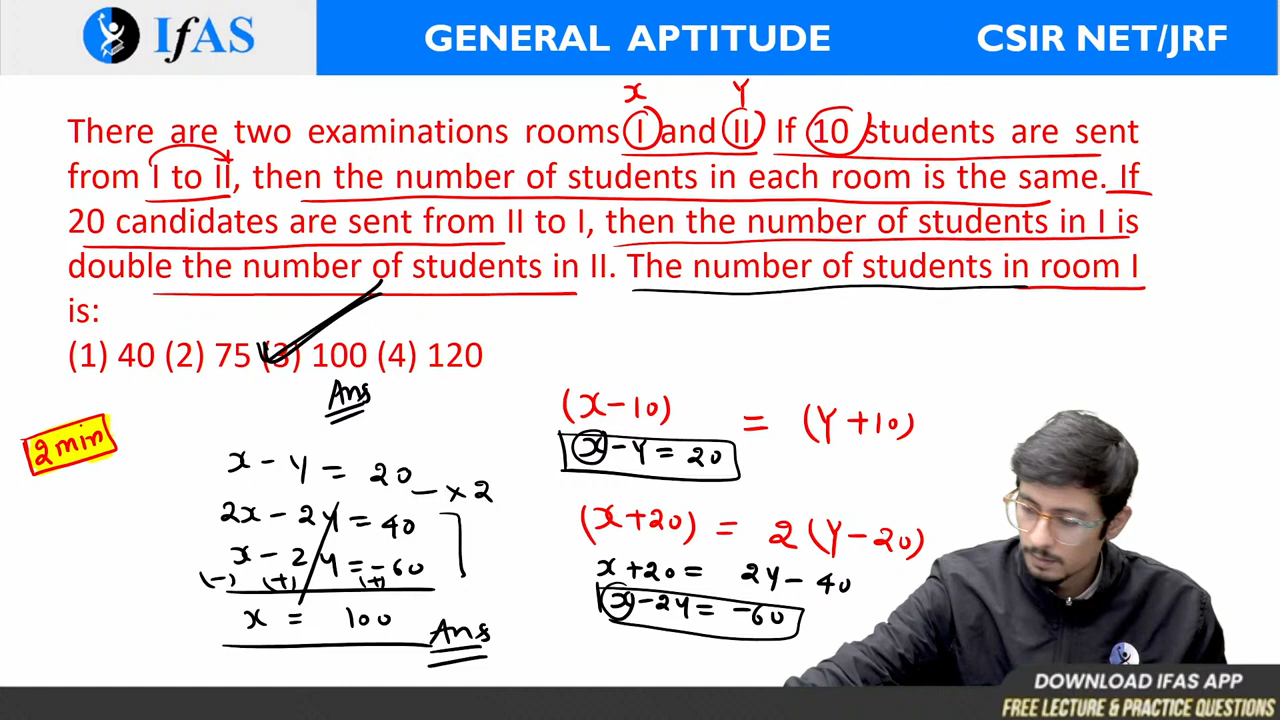 IfAS GENERAL APTITUDE CSIR NET/JRF
x y
There are two examinations rooms I and II. If 10 students are sent
from I to II, then the number of students in each room is the same. If
20 candidates are sent from II to I, then the number of students in I is
double the number of students in II. The number of students in room I
is:
(1) 40 (2) 75 (3) 100 (4) 120
Ans
2 min
x - y = 20 - × 2
2x - 2y = 40
x - 2y = -60
(-) (+) (+)
x = 100
Ans
(x-10) = (y+10)
x - y = 20
(x+20) = 2(y-20)
x+20 = 2y - 40
x - 2y = -60
DOWNLOAD IFAS APP
FREE LECTURE & PRACTICE QUESTIONS